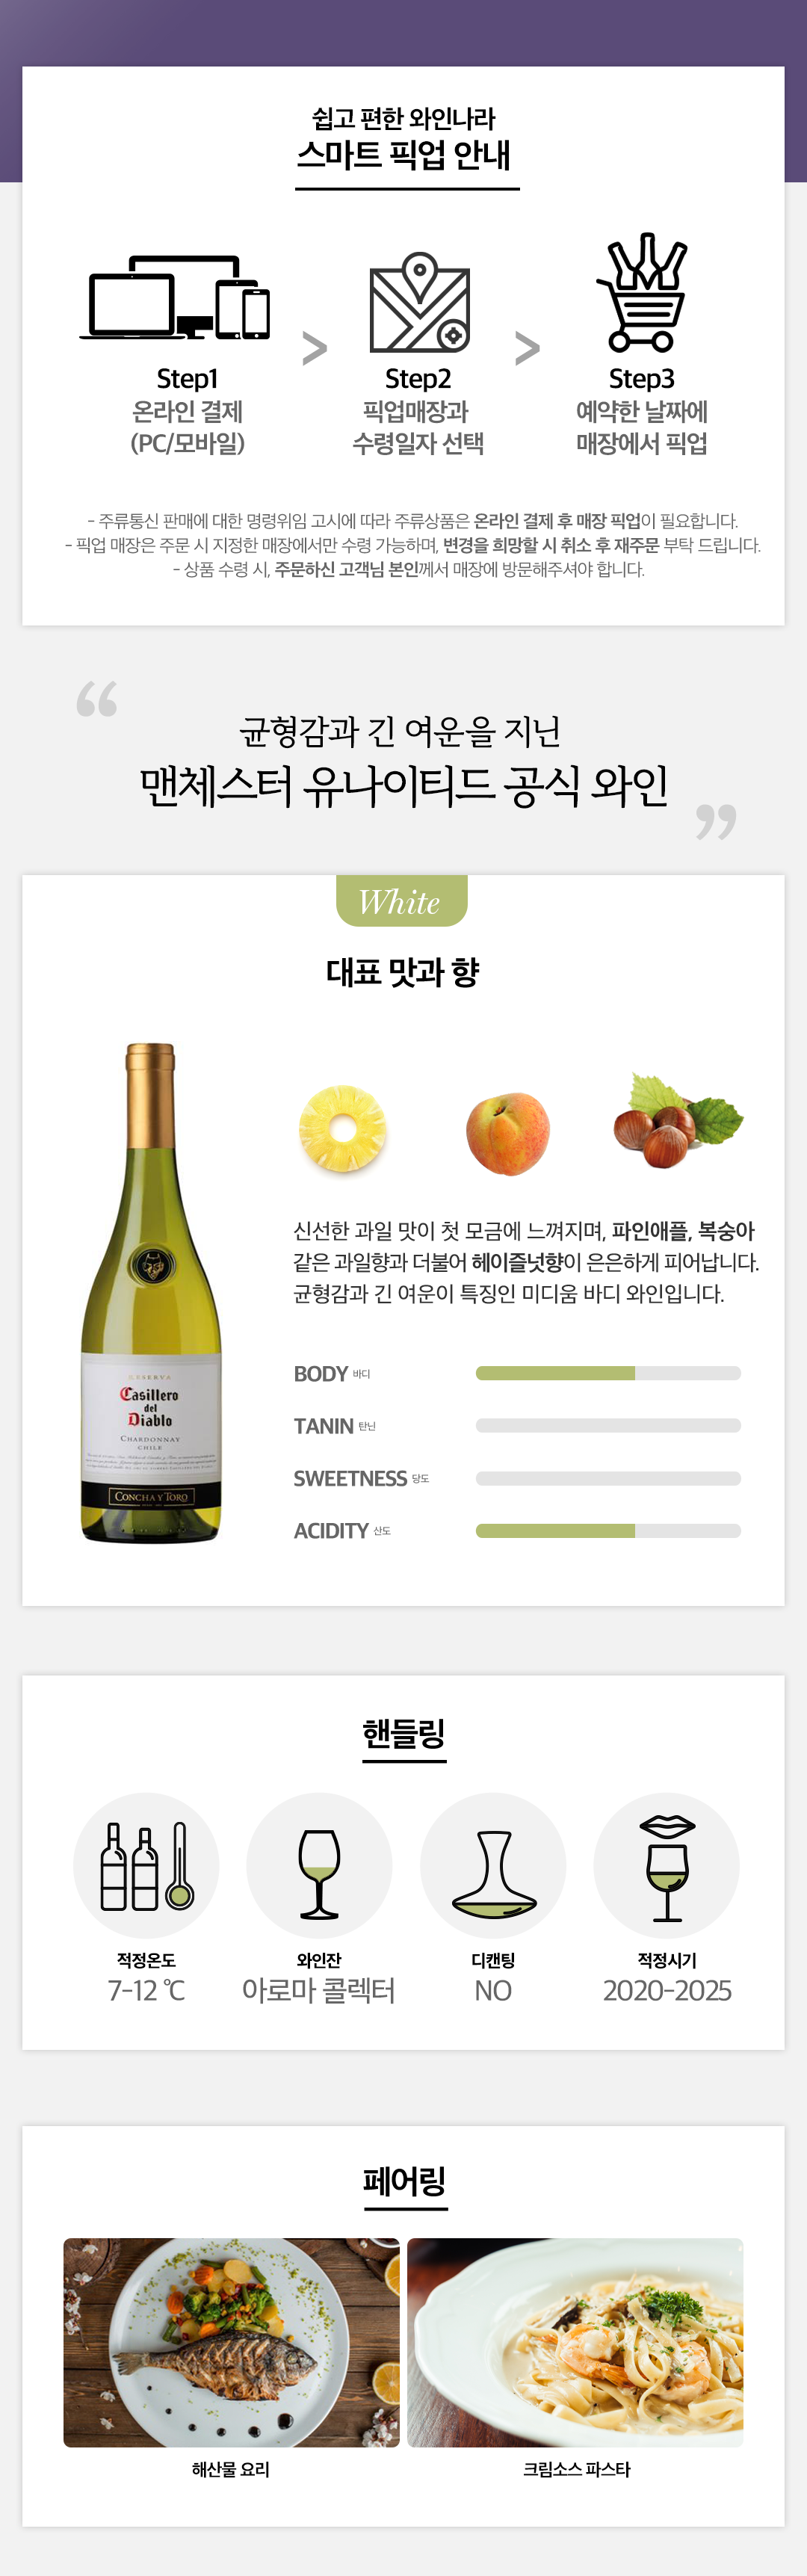 쉽고 편한 와인나라
스마트 픽업 안내
Step1
온라인 결제
(PC/모바일)
>
Step2
픽업매장과
수령일자 선택
>
Step3
예약한 날짜에
매장에서 픽업
- 주류통신 판매에 대한 명령위임 고시에 따라 주류상품은 온라인 결제 후 매장 픽업이 필요합니다.
- 픽업 매장은 주문 시 지정한 매장에서만 수령 가능하며, 변경을 희망할 시 취소 후 재주문 부탁 드립니다.
- 상품 수령 시, 주문하신 고객님 본인께서 매장에 방문해주셔야 합니다.
“
균형감과 긴 여운을 지닌
맨체스터 유나이티드 공식 와인
”
White
대표 맛과 향
신선한 과일 맛이 첫 모금에 느껴지며, 파인애플, 복숭아
같은 과일향과 더불어 헤이즐넛향이 은은하게 피어납니다.
균형감과 긴 여운이 특징인 미디움 바디 와인입니다.
RESERVA
Casillero
del
Diablo
CHARDONNAY
CHILE
CONCHA Y TORO
BODY 바디
TANIN 탄닌
SWEETNESS 당도
ACIDITY 산도
핸들링
적정온도
7-12 ℃
와인잔
아로마 콜렉터
디캔팅
NO
적정시기
2020-2025
페어링
해산물 요리
크림소스 파스타